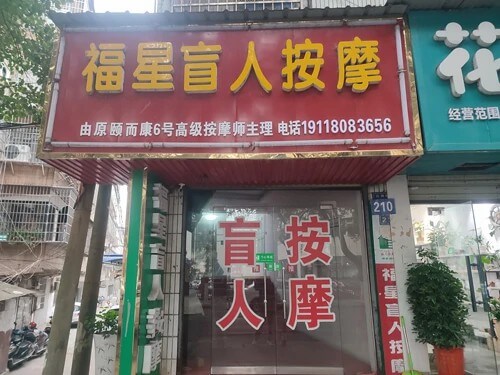 福星盲人按摩
由原颐而康6号高级按摩师主理 电话19118083656
花
经营范围
210
盲人
按摩
福星盲人按摩